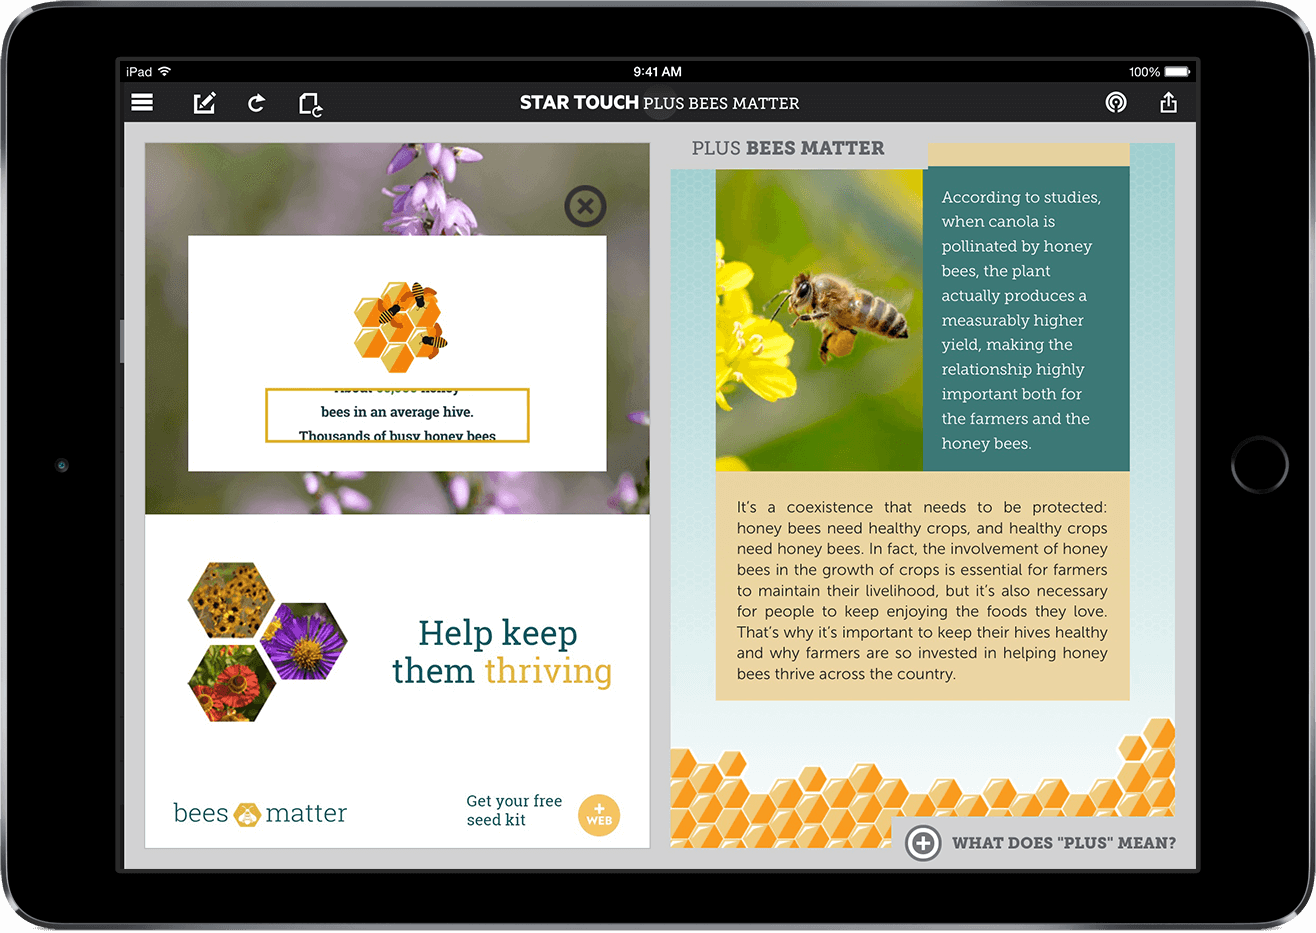 iPad
9:41 AM
100%
STAR TOUCH PLUS BEES MATTER
About 50,000 honey
bees in an average hive.
Thousands of busy honey bees
Help keep
them thriving
bees matter
Get your free
seed kit
+
WEB
PLUS BEES MATTER
According to studies,
when canola is
pollinated by honey
bees, the plant
actually produces a
measurably higher
yield, making the
relationship highly
important both for
the farmers and the
honey bees.
It's a coexistence that needs to be protected:
honey bees need healthy crops, and healthy crops
need honey bees. In fact, the involvement of honey
bees in the growth of crops is essential for farmers
to maintain their livelihood, but it's also necessary
for people to keep enjoying the foods they love.
That's why it's important to keep their hives healthy
and why farmers are so invested in helping honey
bees thrive across the country.
WHAT DOES "PLUS" MEAN?